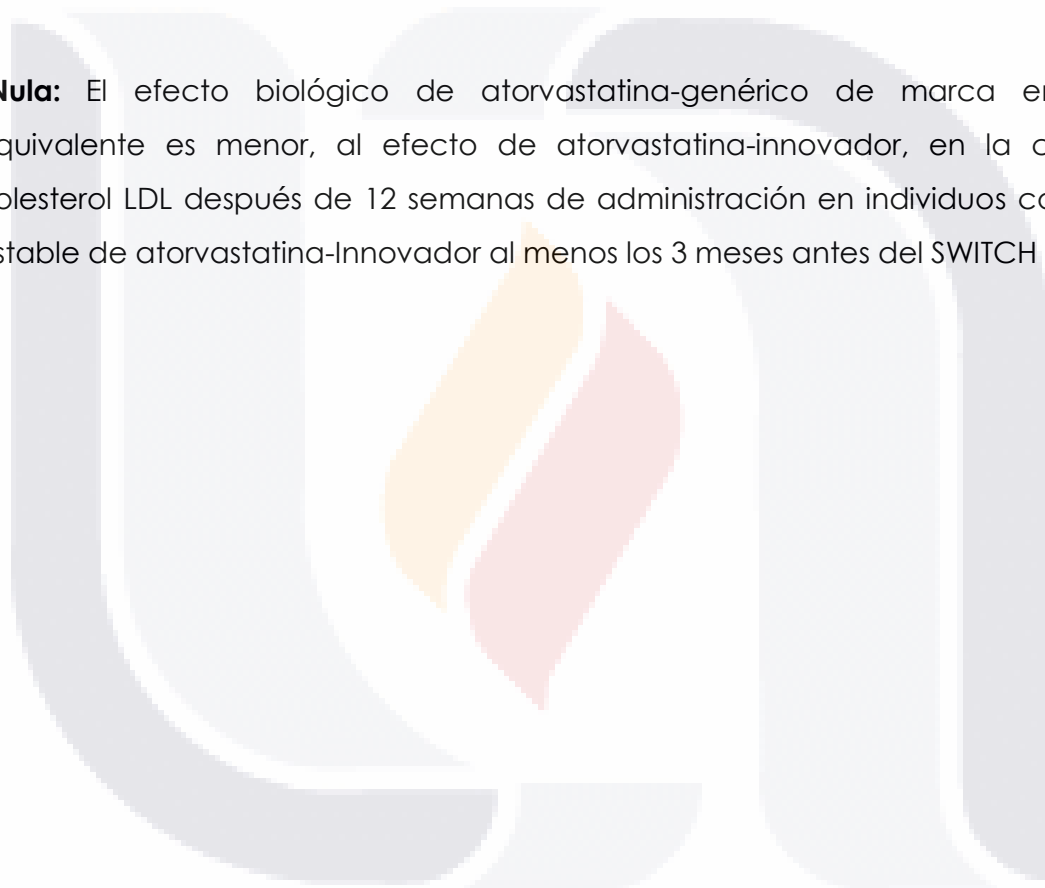 Nula: El efecto biológico de atorvastatina-genérico de marca en
quivalente es menor, al efecto de atorvastatina-innovador, en la
olesterol LDL después de 12 semanas de administración en individuos
stable de atorvastatina-Innovador al menos los 3 meses antes del SWITCH